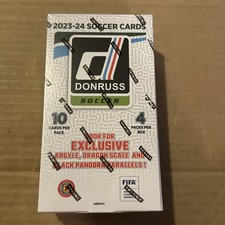 2023-24 SOCCER CARDS
DONRUSS
SOCCER
10
CARDS PER
PACK
4
PACKS PER
BOX
LOOK FOR
EXCLUSIVE
ARGYLE, DRAGON SCALE AND
BLACK PANDORA PARALLELS!
FIFA